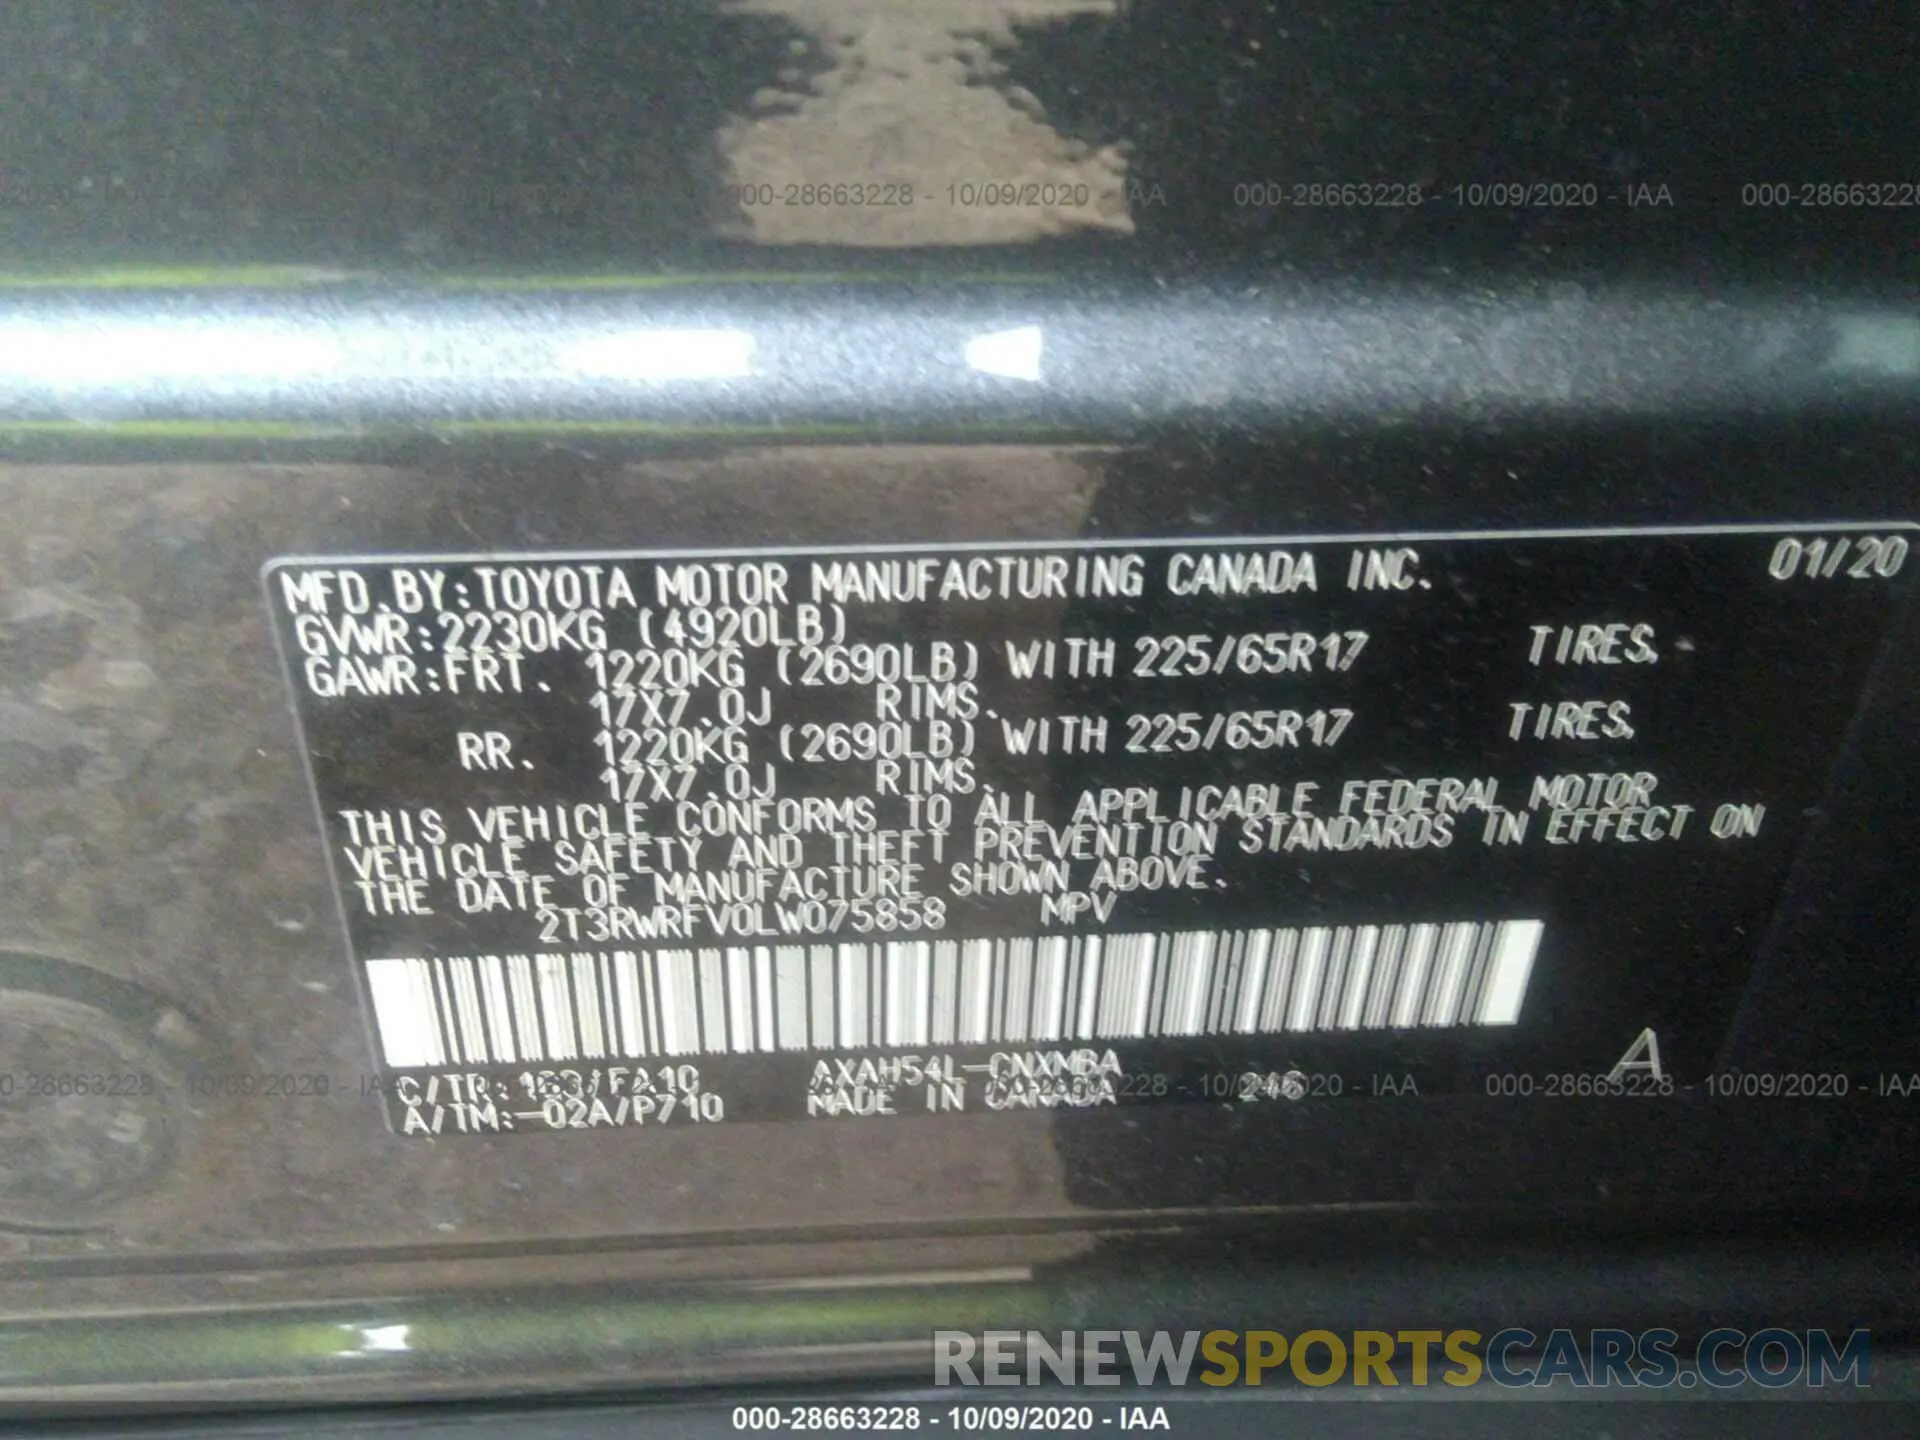 000-28663228 - 10/09/2020 - IAA 000-28663228 - 10/09/2020 - IAA 000-28663228
MFD.BY:TOYOTA MOTOR MANUFACTURING CANADA INC. 01/20
GVWR:2230KG (4920LB)
GAWR:FRT. 1220KG (2690LB) WITH 225/65R17 TIRES.
17X7.0J RIMS.
RR. 1220KG (2690LB) WITH 225/65R17 TIRES.
17X7.0J RIMS.
THIS VEHICLE CONFORMS TO ALL APPLICABLE FEDERAL MOTOR
VEHICLE SAFETY AND THEFT PREVENTION STANDARDS IN EFFECT ON
THE DATE OF MANUFACTURE SHOWN ABOVE.
2T3RWRFV0LW075858 MPV
A
AXAH54L-CNXMBA
A/TM:-02A/P710 MADE IN CANADA
000-28663228 - 10/09/2020 - IAA
RENEWSPORTSCARS.COM
000-28663228 - 10/09/2020 - IAA